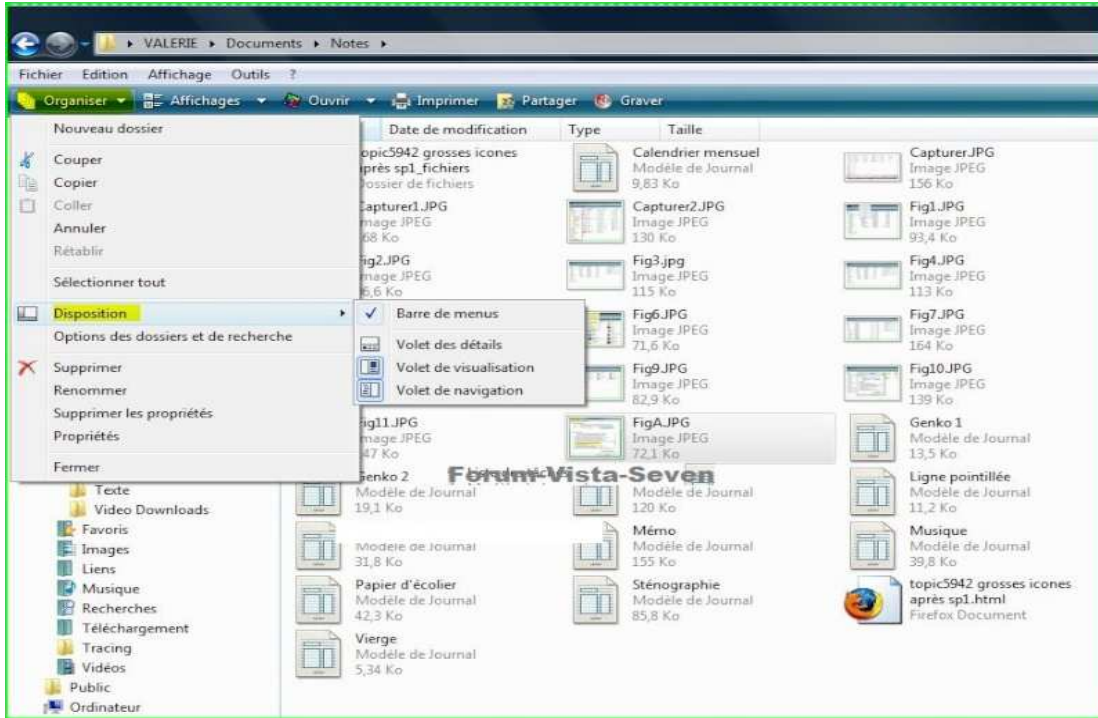 VALERIE Documents Notes
Fichier Edition Affichage Outils ?
Organiser Affichages Ouvrir Imprimer Partager Graver
Nouveau dossier
Couper
Copier
Coller
Annuler
Rétablir
Sélectionner tout
Disposition
Options des dossiers et de recherche
Supprimer
Renommer
Supprimer les propriétés
Propriétés
Fermer
Barre de menus
Volet des détails
Volet de visualisation
Volet de navigation
Texte
Video Downloads
Favoris
Images
Liens
Musique
Recherches
Téléchargement
Tracing
Vidéos
Public
Ordinateur
Date de modification Type Taille
opic5942 grosses icones
près sp1_fichiers
ossier de fichiers
Calendrier mensuel
Modèle de Journal
9,83 Ko
Capturer.JPG
Image JPEG
156 Ko
apturer1.JPG
mage JPEG
68 Ko
Capturer2.JPG
Image JPEG
130 Ko
Fig1.JPG
Image JPEG
93,4 Ko
ig2.JPG
mage JPEG
6,6 Ko
Fig3.jpg
Image JPEG
115 Ko
Fig4.JPG
Image JPEG
113 Ko
Fig6.JPG
Image JPEG
71,6 Ko
Fig7.JPG
Image JPEG
164 Ko
Fig9.JPG
Image JPEG
82,9 Ko
Fig10.JPG
Image JPEG
139 Ko
ig11.JPG
mage JPEG
47 Ko
FigA.JPG
Image JPEG
72,1 Ko
Genko 1
Modèle de Journal
13,5 Ko
Forum-Vista-Seven
enko 2
Modèle de Journal
19,1 Ko
Modèle de Journal
120 Ko
Ligne pointillée
Modèle de Journal
11,2 Ko
Modèle de Journal
31,8 Ko
Mémo
Modèle de Journal
155 Ko
Musique
Modèle de Journal
39,8 Ko
Papier d'écolier
Modèle de Journal
42,3 Ko
Sténographie
Modèle de Journal
85,8 Ko
topic5942 grosses icones
après sp1.html
Firefox Document
Vierge
Modèle de Journal
5,34 Ko